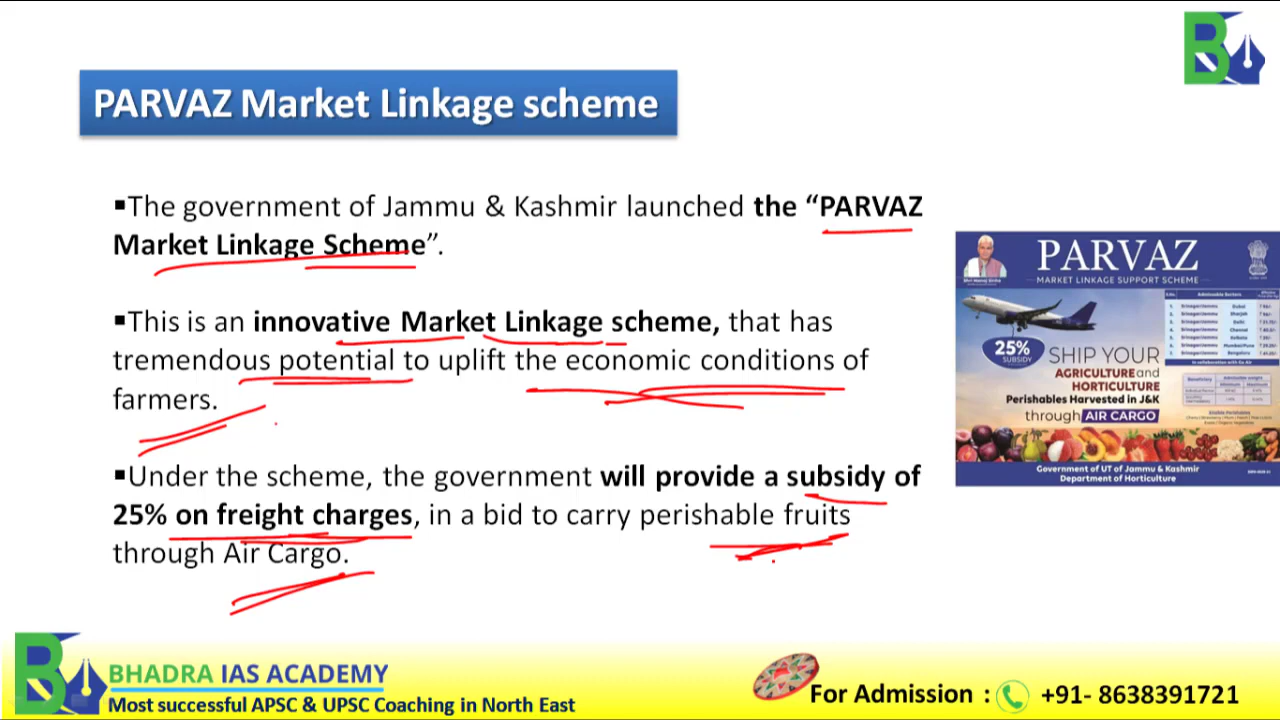 PARVAZ Market Linkage scheme
▪The government of Jammu & Kashmir launched the “PARVAZ
Market Linkage Scheme”.
▪This is an innovative Market Linkage scheme, that has
tremendous potential to uplift the economic conditions of
farmers.
▪Under the scheme, the government will provide a subsidy of
25% on freight charges, in a bid to carry perishable fruits
through Air Cargo.
PARVAZ
MARKET LINKAGE SUPPORT SCHEME
25%
SUBSIDY
SHIP YOUR
AGRICULTURE and
HORTICULTURE
Perishables Harvested in J&K
through AIR CARGO
Government of UT of Jammu & Kashmir
Department of Horticulture
BHADRA IAS ACADEMY
Most successful APSC & UPSC Coaching in North East
For Admission : +91- 8638391721